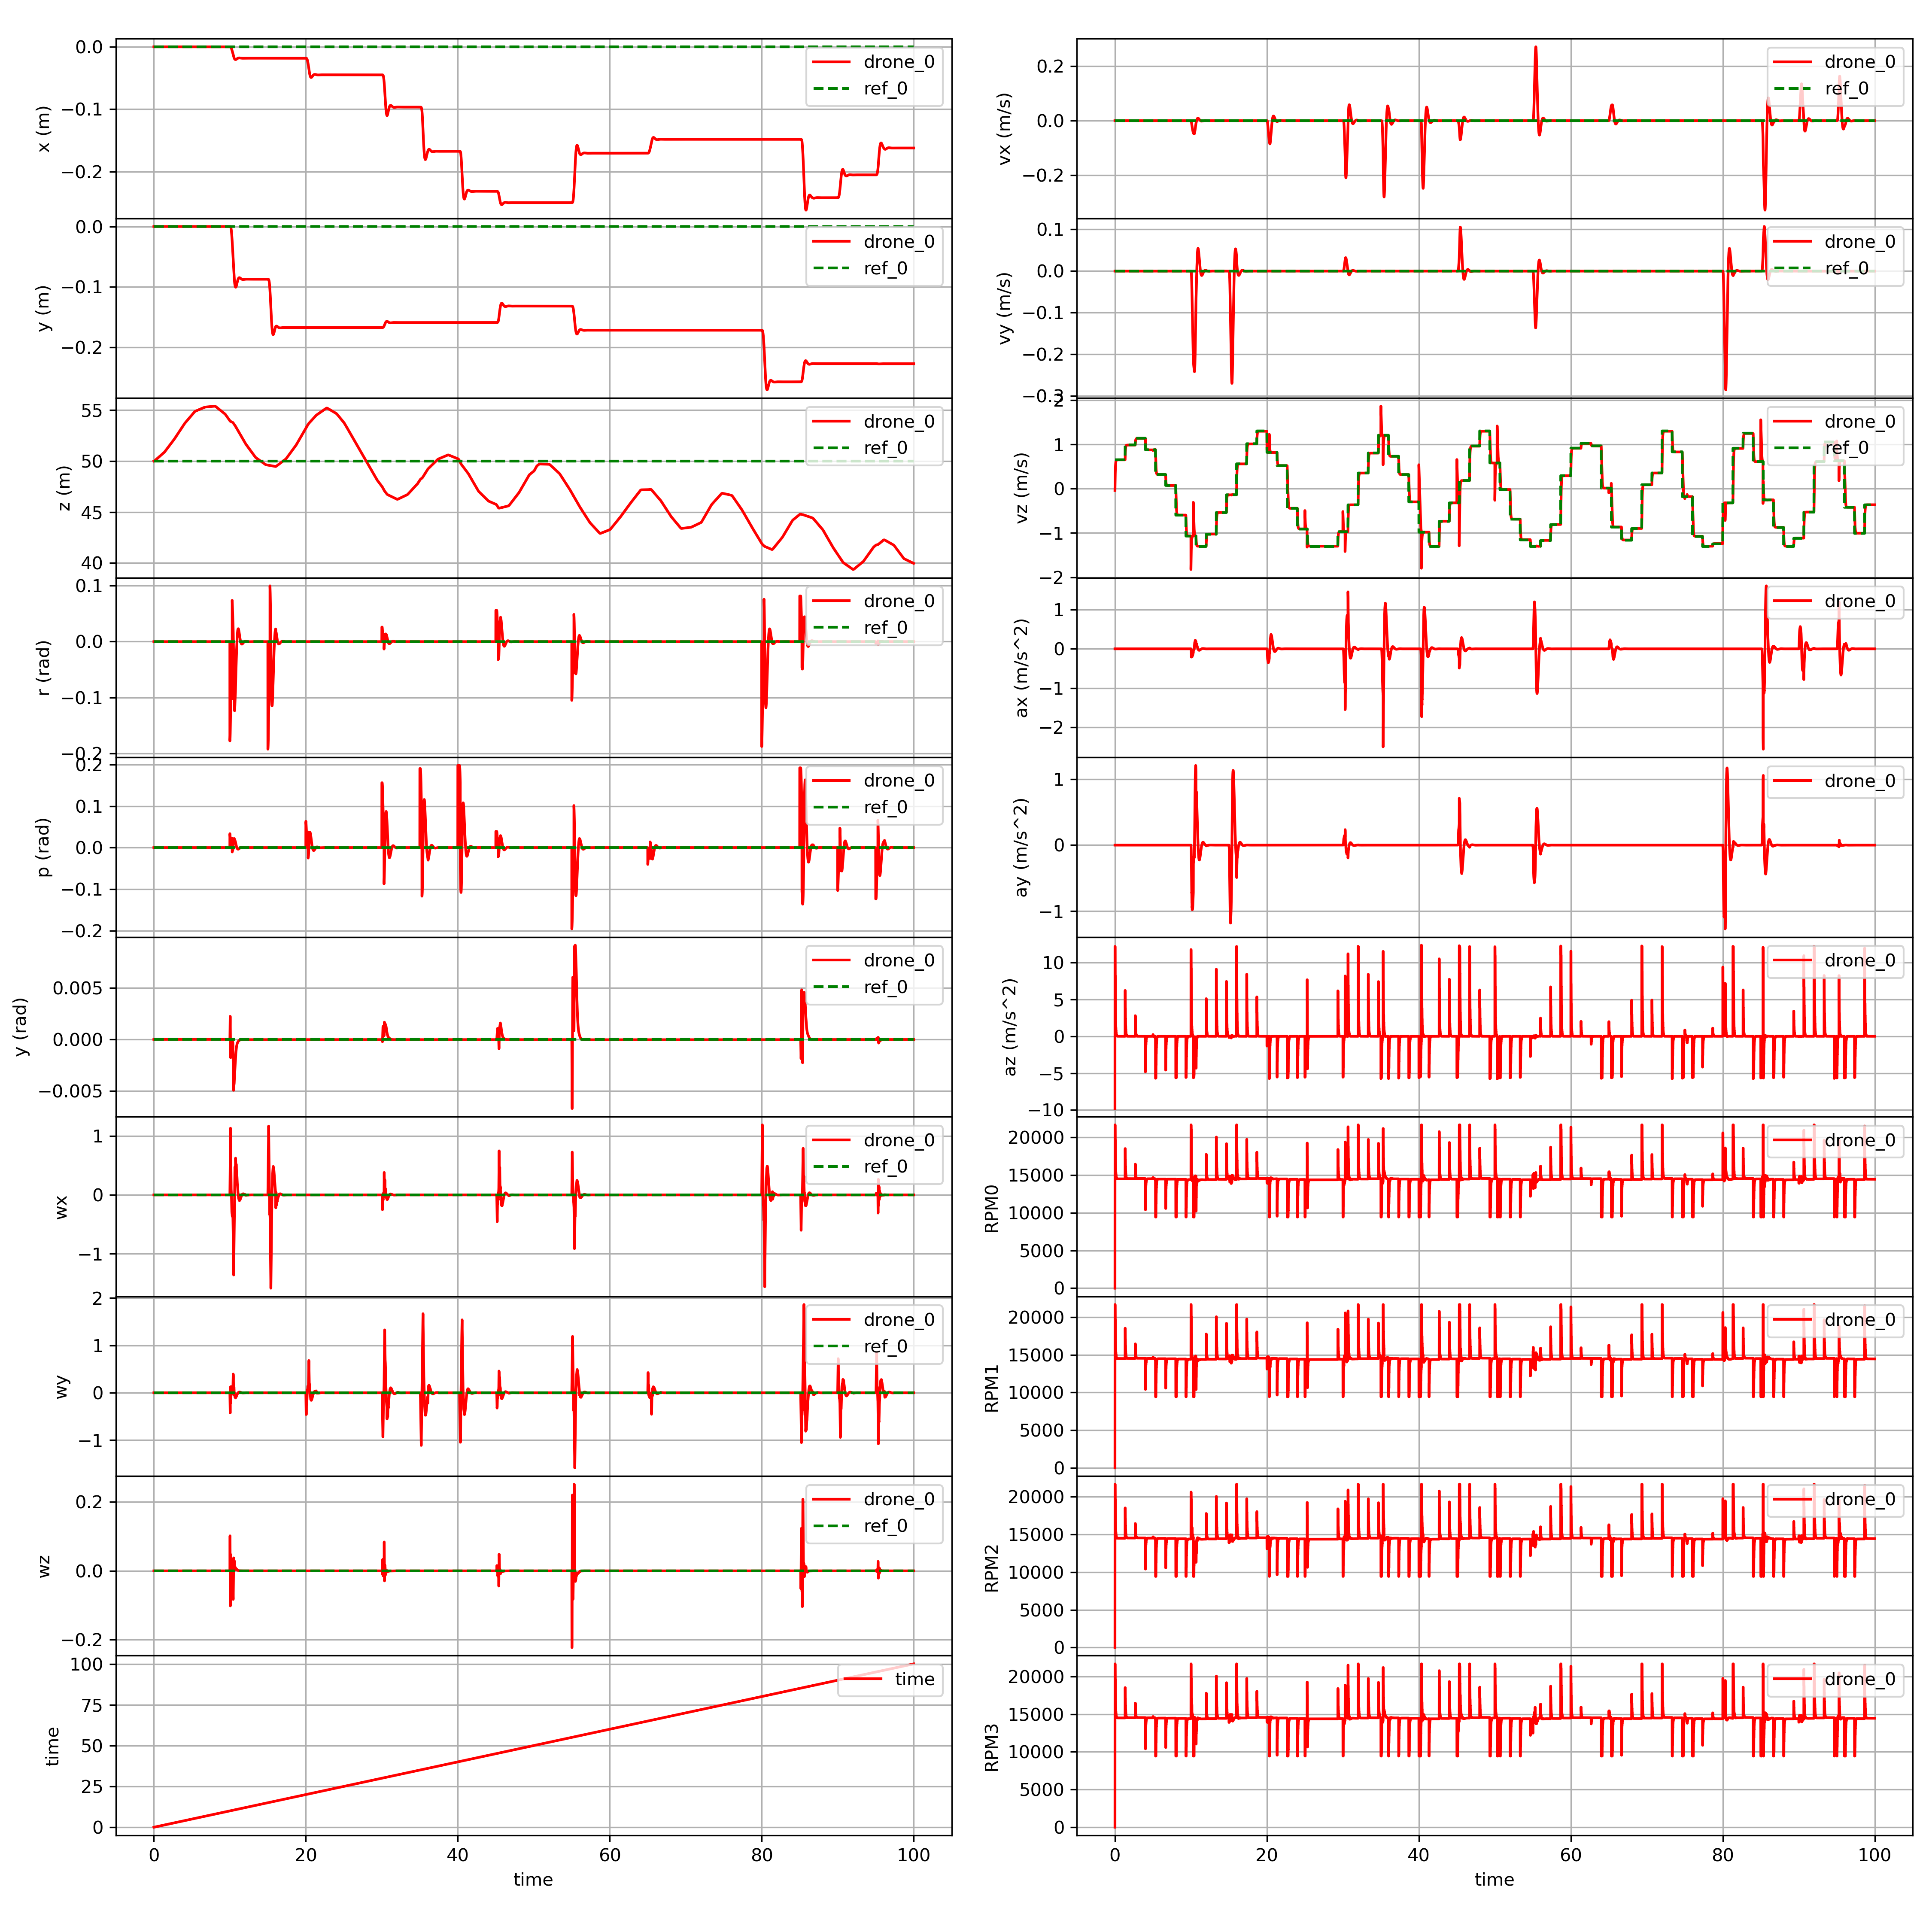 0.0
−0.1
−0.2
x (m)
drone_0
ref_0
0.0
−0.1
−0.2
y (m)
drone_0
ref_0
55
50
45
40
z (m)
drone_0
ref_0
0.1
0.0
−0.1
−0.2
r (rad)
drone_0
ref_0
0.2
0.1
0.0
−0.1
−0.2
p (rad)
drone_0
ref_0
0.005
0.000
−0.005
y (rad)
drone_0
ref_0
1
0
−1
wx
drone_0
ref_0
2
1
0
−1
wy
drone_0
ref_0
0.2
0.0
−0.2
wz
drone_0
ref_0
100
75
50
25
0
time
time
0 20 40 60 80 100
time
0.2
0.0
−0.2
vx (m/s)
drone_0
ref_0
0.1
0.0
−0.1
−0.2
−0.3
vy (m/s)
drone_0
ref_0
2
1
0
−1
−2
vz (m/s)
drone_0
ref_0
1
0
−1
−2
ax (m/s^2)
drone_0
1
0
−1
ay (m/s^2)
drone_0
10
5
0
−5
−10
az (m/s^2)
drone_0
20000
15000
10000
5000
0
RPM0
drone_0
20000
15000
10000
5000
0
RPM1
drone_0
20000
15000
10000
5000
0
RPM2
drone_0
20000
15000
10000
5000
0
RPM3
drone_0
0 20 40 60 80 100
time